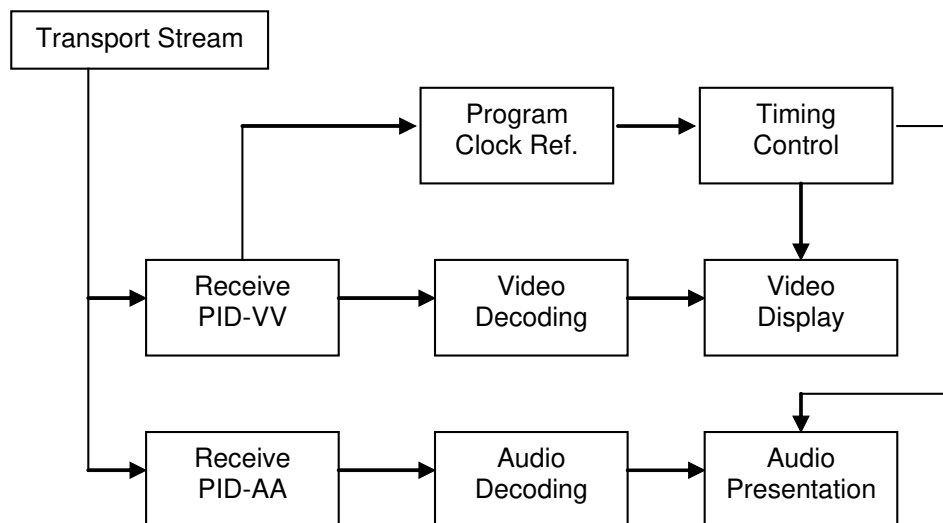 Transport Stream
Program
Clock Ref.
Timing
Control
Receive
PID-VV
Video
Decoding
Video
Display
Receive
PID-AA
Audio
Decoding
Audio
Presentation